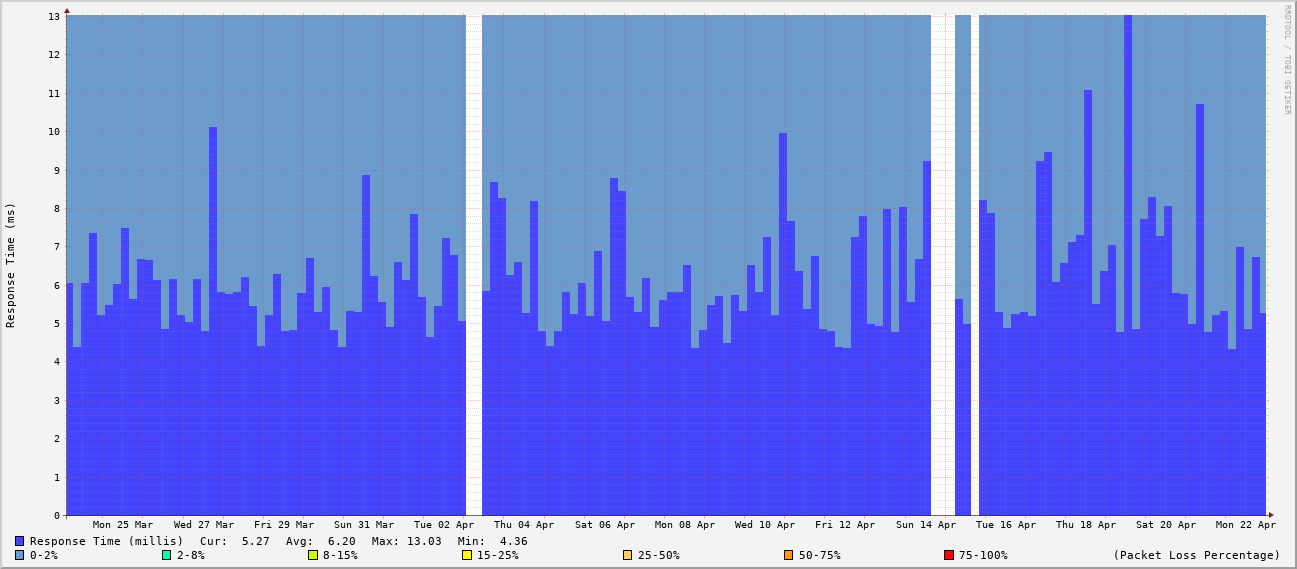 RRDTOOL / TOBI OETIKER
Response Time (ms)
13
12
11
10
9
8
7
6
5
4
3
2
1
0
Mon 25 Mar Wed 27 Mar Fri 29 Mar Sun 31 Mar Tue 02 Apr Thu 04 Apr Sat 06 Apr Mon 08 Apr Wed 10 Apr Fri 12 Apr Sun 14 Apr Tue 16 Apr Thu 18 Apr Sat 20 Apr Mon 22 Apr
Response Time (millis) Cur: 5.27 Avg: 6.20 Max: 13.03 Min: 4.36
0-2% 2-8% 8-15% 15-25% 25-50% 50-75% 75-100% (Packet Loss Percentage)